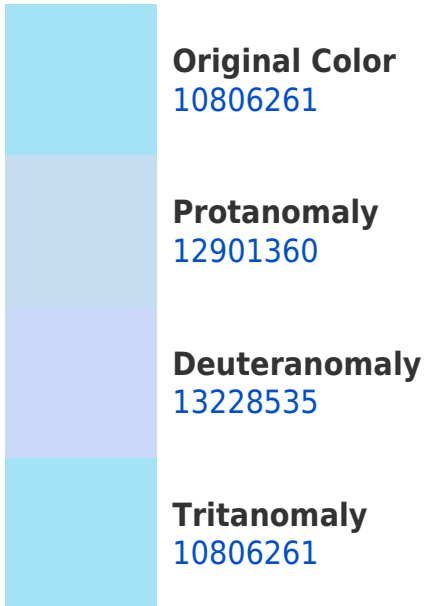 Original Color
10806261
Protanomaly
12901360
Deuteranomaly
13228535
Tritanomaly
10806261